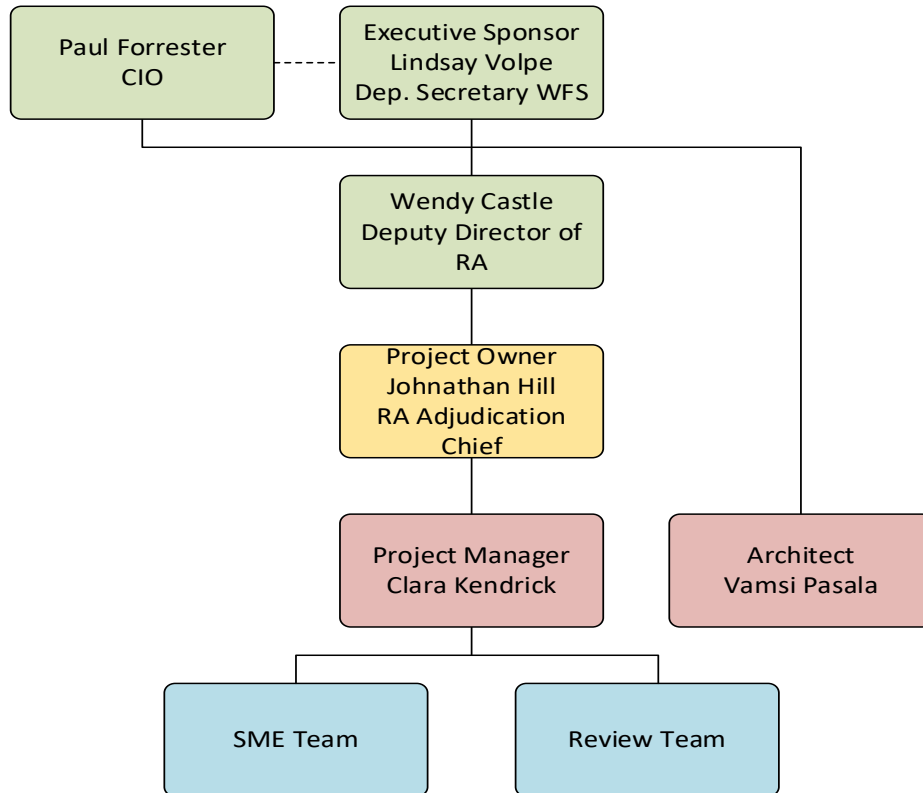 Paul Forrester
CIO
Executive Sponsor
Lindsay Volpe
Dep. Secretary WFS
Wendy Castle
Deputy Director of
RA
Project Owner
Johnathan Hill
RA Adjudication
Chief
Project Manager
Clara Kendrick
Architect
Vamsi Pasala
SME Team
Review Team